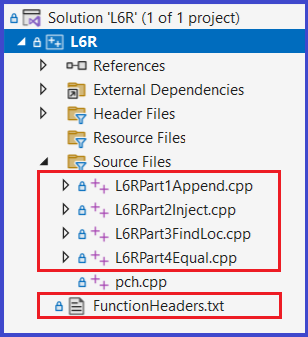 Solution 'L6R' (1 of 1 project)
L6R
References
External Dependencies
Header Files
Resource Files
Source Files
L6RPart1Append.cpp
L6RPart2Inject.cpp
L6RPart3FindLoc.cpp
L6RPart4Equal.cpp
pch.cpp
FunctionHeaders.txt